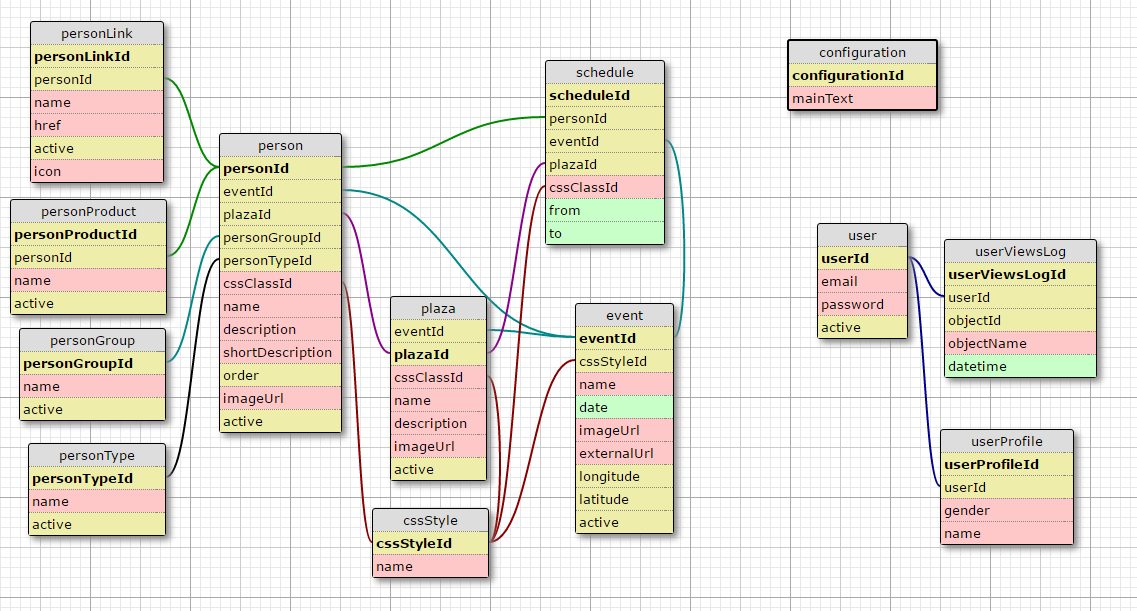 personLink
personLinkId
personId
name
href
active
icon
personProduct
personProductId
personId
name
active
personGroup
personGroupId
name
active
personType
personTypeId
name
active
person
personId
eventId
plazaId
personGroupId
personTypeId
cssClassId
name
description
shortDescription
order
imageUrl
active
plaza
eventId
plazaId
cssClassId
name
description
imageUrl
active
cssStyle
cssStyleId
name
schedule
scheduleId
personId
eventId
plazaId
cssClassId
from
to
event
eventId
cssStyleId
name
date
imageUrl
externalUrl
longitude
latitude
active
configuration
configurationId
mainText
user
userId
email
password
active
userViewsLog
userViewsLogId
userId
objectId
objectName
datetime
userProfile
userProfileId
userId
gender
name